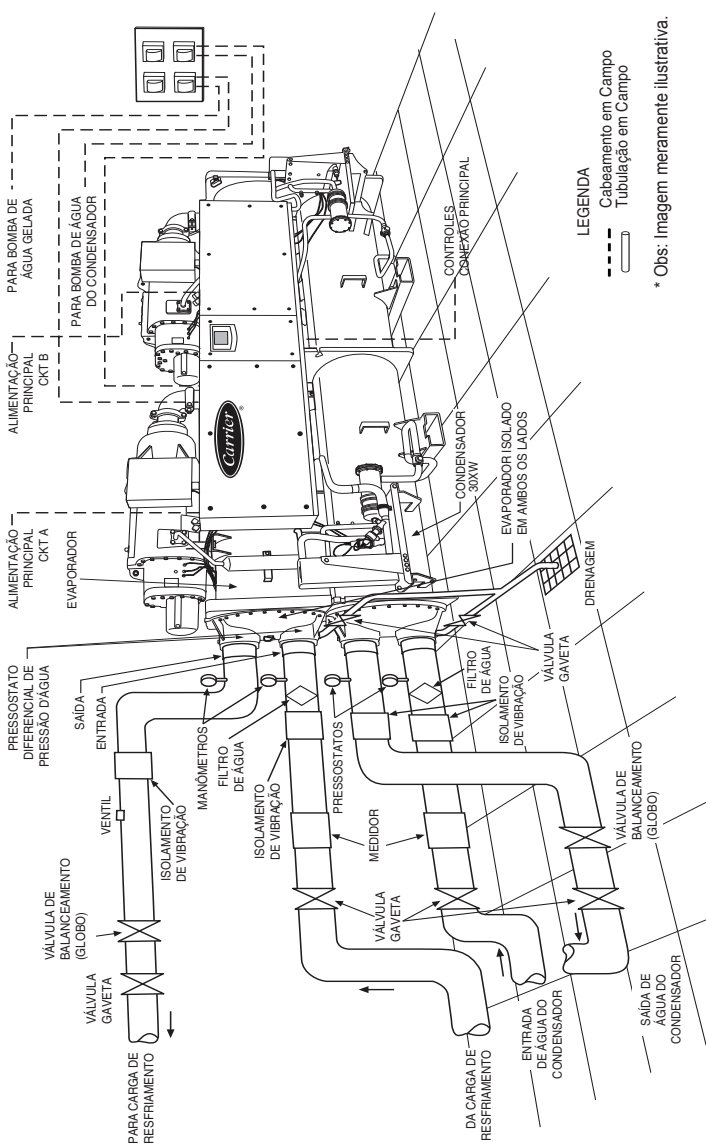 PARA BOMBA DE
ÁGUA GELADA
PARA BOMBA DE ÁGUA
DO CONDENSADOR
ALIMENTAÇÃO
PRINCIPAL
CKT B
ALIMENTAÇÃO
PRINCIPAL
CKT A
EVAPORADOR
PRESSOSTATO
DIFERENCIAL DE
PRESSÃO D'ÁGUA
SAÍDA
ENTRADA
MANÔMETROS
FILTRO
DE ÁGUA
ISOLAMENTO
DE VIBRAÇÃO
VENTIL
ISOLAMENTO
DE VIBRAÇÃO
VÁLVULA DE
BALANCEAMENTO
(GLOBO)
VÁLVULA
GAVETA
PARA CARGA DE
RESFRIAMENTO
Carrier
®
CONTROLES
CONEXÃO PRINCIPAL
CONDENSADOR
30XW
EVAPORADOR ISOLADO
EM AMBOS OS LADOS
DRENAGEM
VÁLVULA
GAVETA
FILTRO
DE ÁGUA
ISOLAMENTO
DE VIBRAÇÃO
PRESSOSTATOS
MEDIDOR
VÁLVULA
GAVETA
VÁLVULA DE
BALANCEAMENTO
(GLOBO)
DA CARGA DE
RESFRIAMENTO
ENTRADA
DE ÁGUA DO
CONDENSADOR
SAÍDA DE
ÁGUA DO
CONDENSADOR
LEGENDA
Cabeamento em Campo
Tubulação em Campo
* Obs: Imagem meramente ilustrativa.